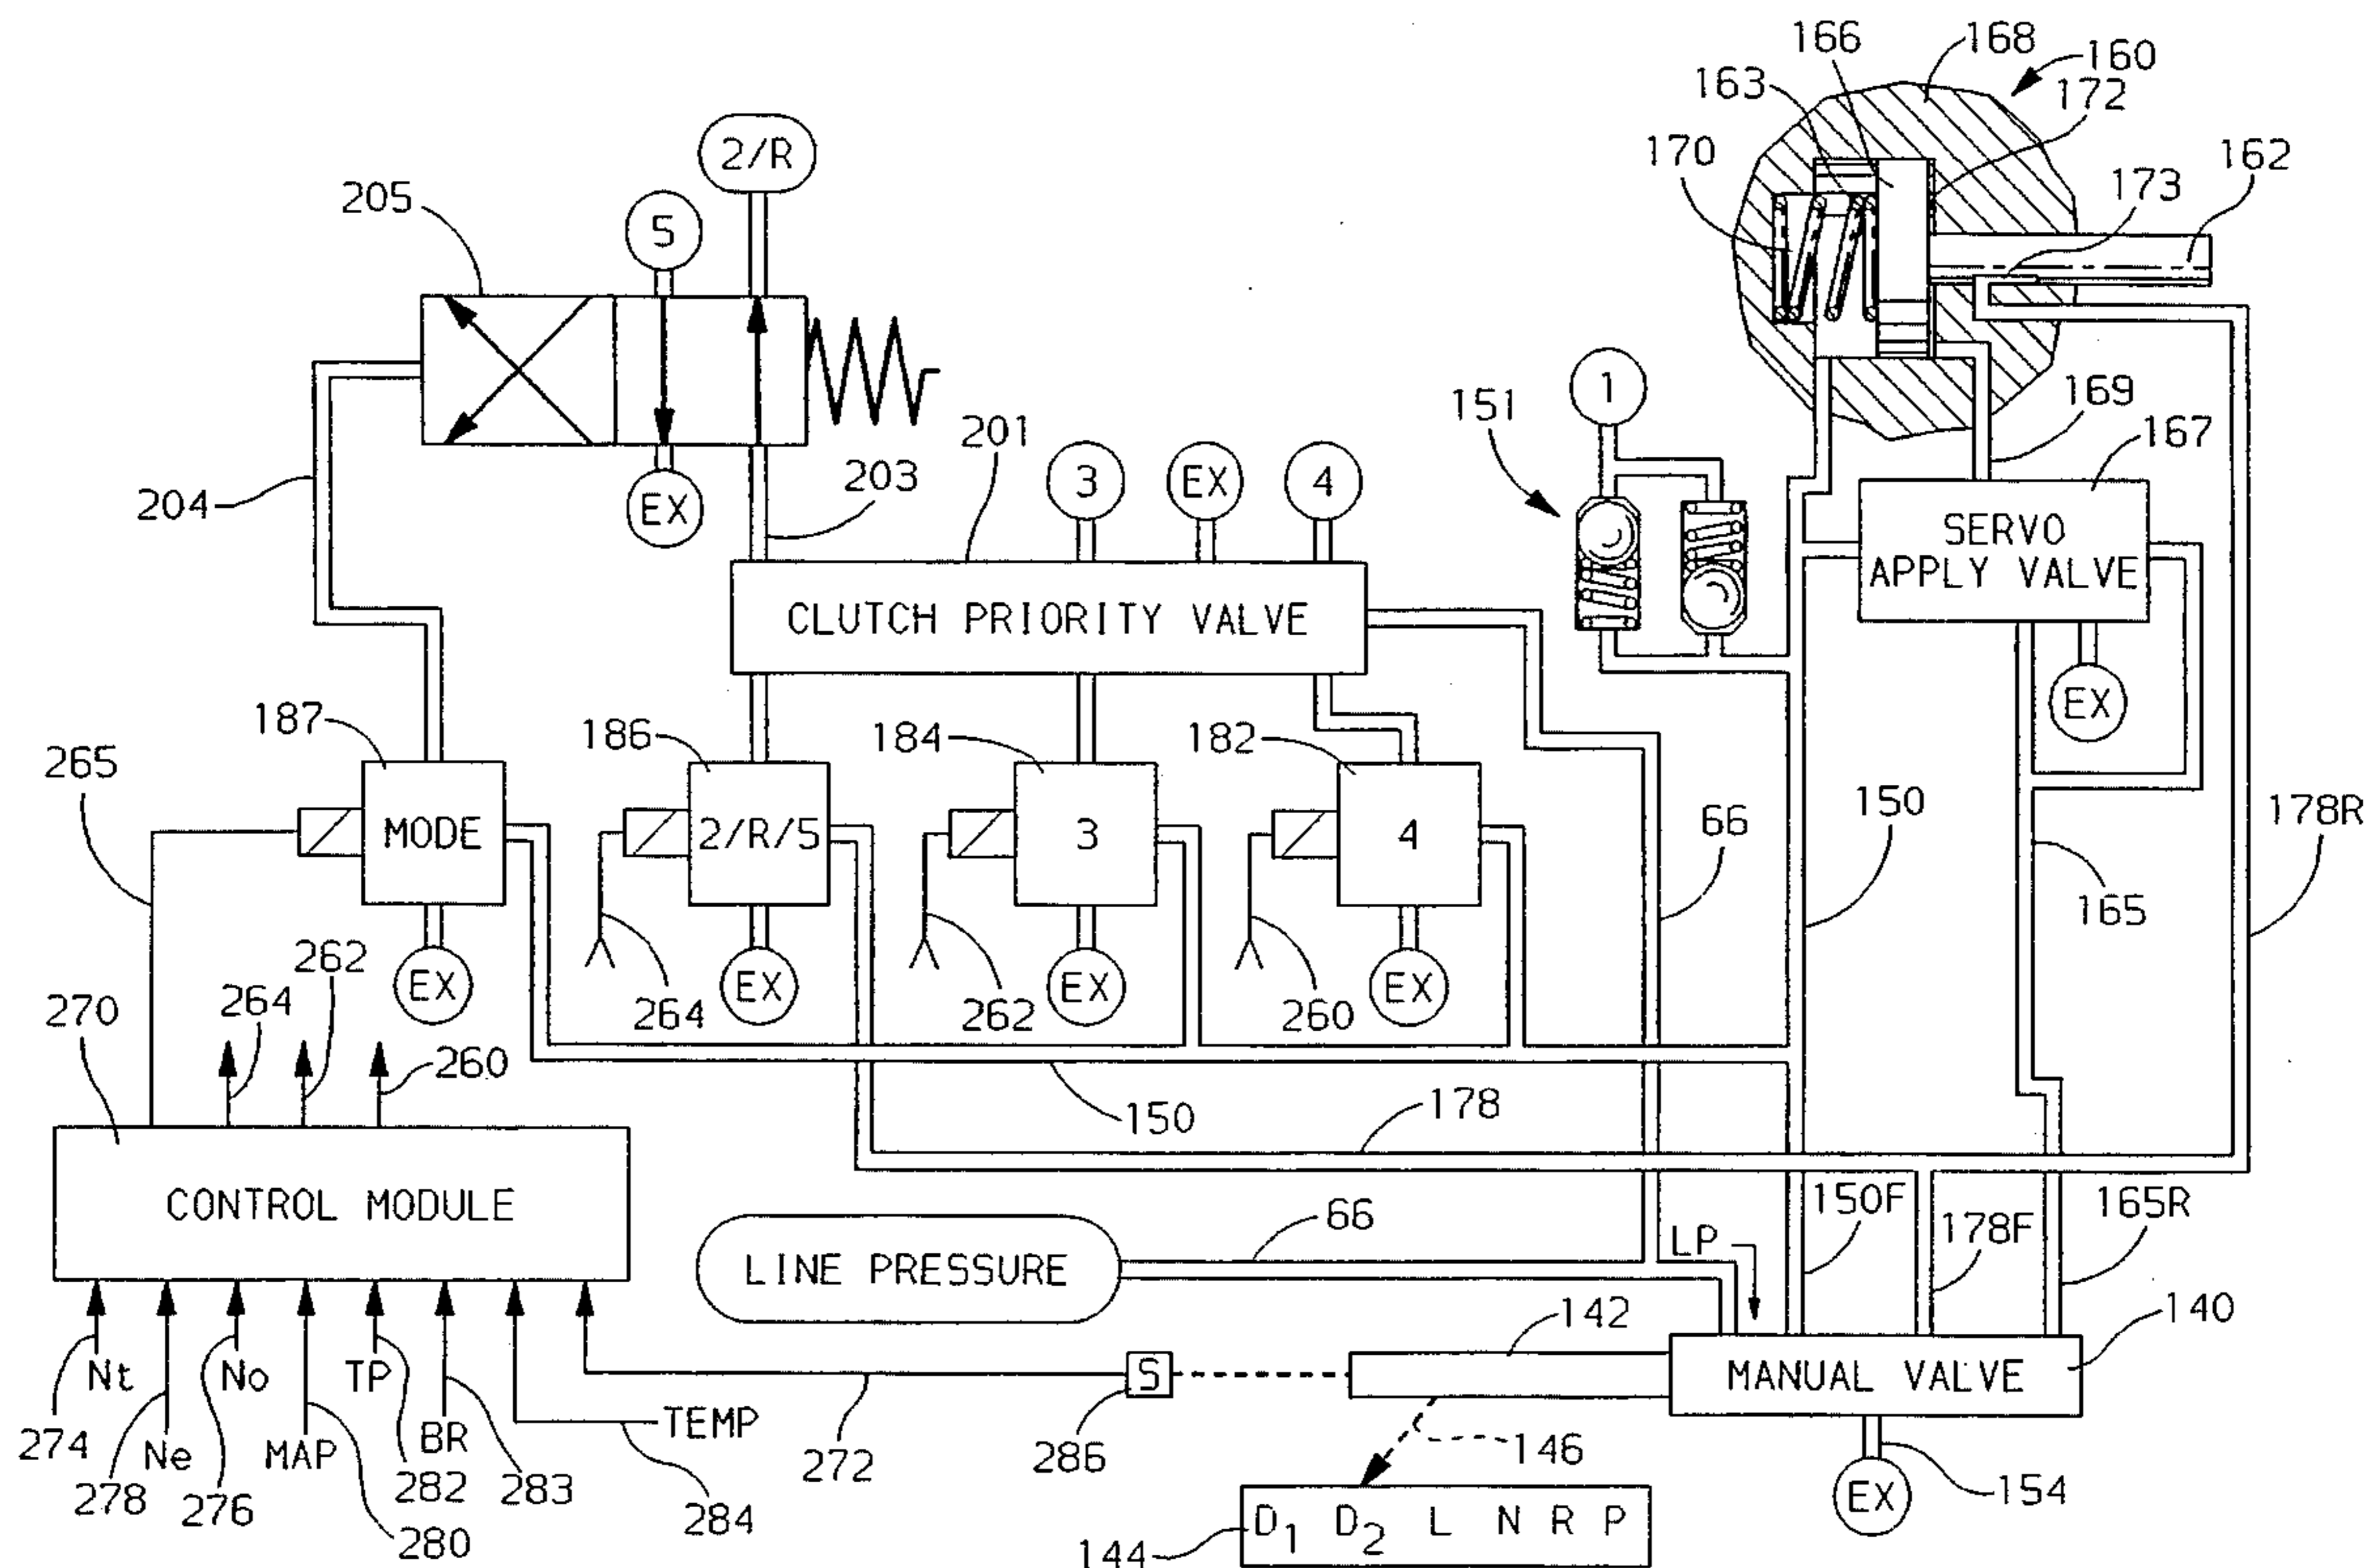 166
168
160
163
172
2/R
170
162
205
173
5
1
151
169
201
167
203
3
EX
4
204
EX
SERVO
APPLY VALVE
CLUTCH PRIORITY VALVE
EX
187
186
184
182
265
150
66
178R
MODE
2/R/5
3
4
165
262
264
EX
264
EX
262
EX
260
EX
270
260
150
178
CONTROL MODULE
150F
66
178F
165R
LP
LINE PRESSURE
142
140
Nt
No
TP
S
MANUAL VALVE
274
Ne
MAP
BR
TEMP
272
286
146
278
276
282
283
284
EX
154
280
D1 D2 L N R P
144